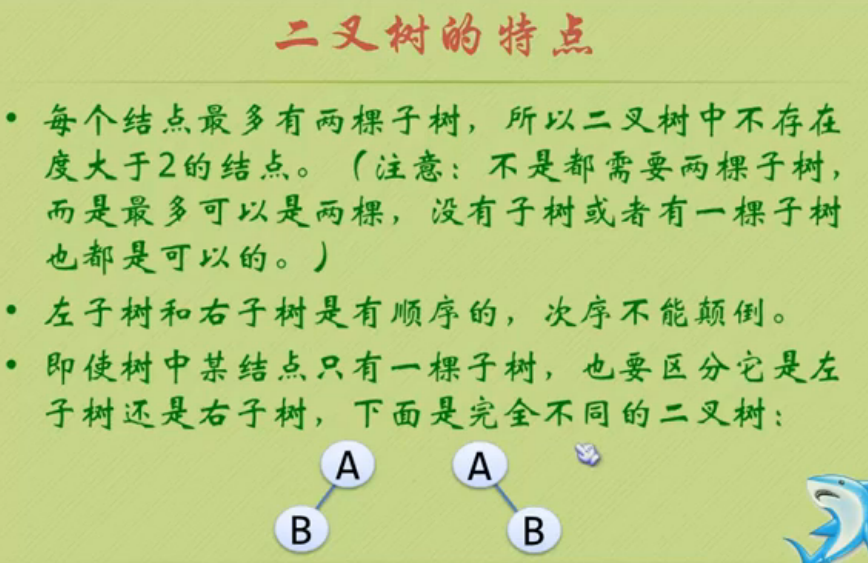 二叉树的特点
• 每个结点最多有两棵子树，所以二叉树中不存在
度大于2的结点。（注意：不是都需要两棵子树，
而是最多可以是两棵，没有子树或者有一棵子树
也都是可以的。）
• 左子树和右子树是有顺序的，次序不能颠倒。
• 即使树中某结点只有一棵子树，也要区分它是左
子树还是右子树，下面是完全不同的二叉树：
A A
B B